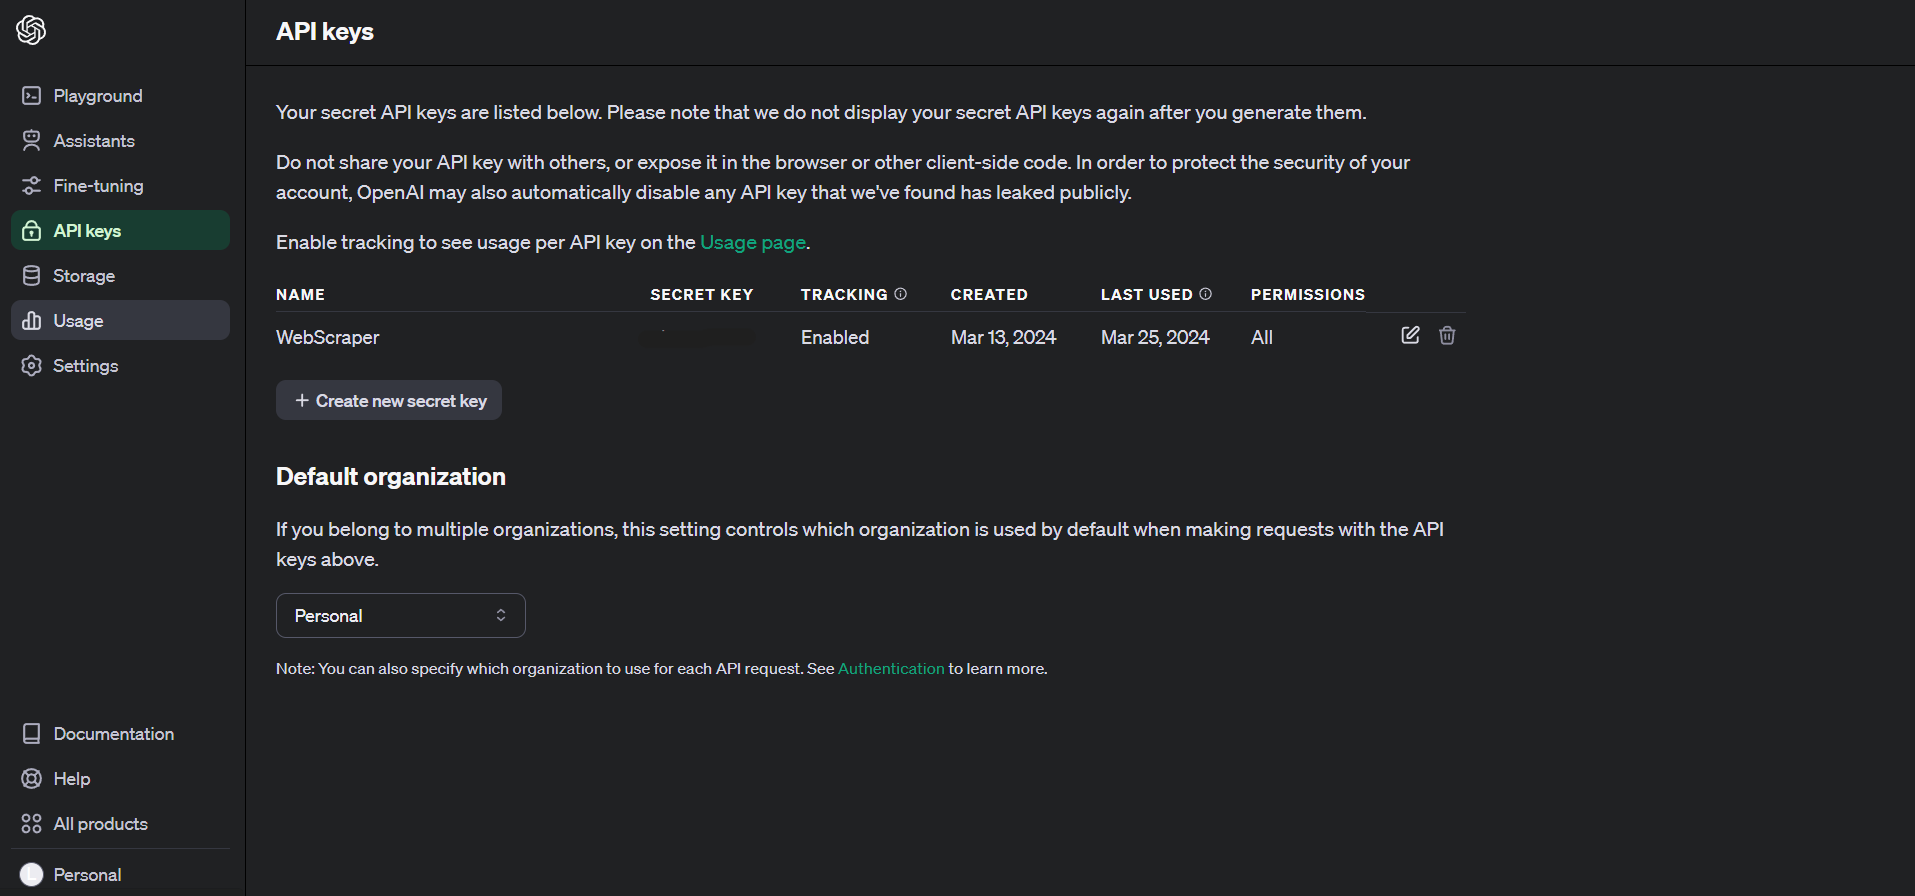 API keys
Playground
Assistants
Fine-tuning
API keys
Storage
Usage
Settings
Your secret API keys are listed below. Please note that we do not display your secret API keys again after you generate them.
Do not share your API key with others, or expose it in the browser or other client-side code. In order to protect the security of your
account, OpenAI may also automatically disable any API key that we've found has leaked publicly.
Enable tracking to see usage per API key on the Usage page.
NAME SECRET KEY TRACKING CREATED LAST USED PERMISSIONS
WebScraper Enabled Mar 13, 2024 Mar 25, 2024 All
+ Create new secret key
Default organization
If you belong to multiple organizations, this setting controls which organization is used by default when making requests with the API
keys above.
Personal
Note: You can also specify which organization to use for each API request. See Authentication to learn more.
Documentation
Help
All products
Personal